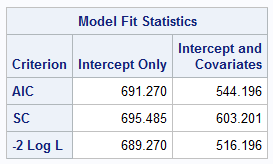 Model Fit Statistics
Criterion Intercept Only Intercept and Covariates
AIC 691.270 544.196
SC 695.485 603.201
-2 Log L 689.270 516.196